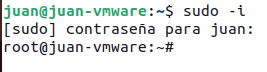 juan@juan-vmware:~$ sudo -i
[sudo] contraseña para juan:
root@juan-vmware:~#